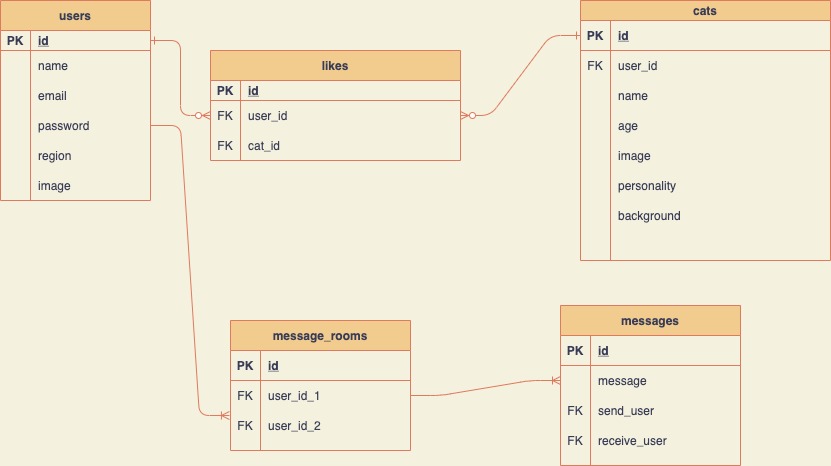 users
PK id
name
email
password
region
image
likes
PK id
FK user_id
FK cat_id
cats
PK id
FK user_id
name
age
image
personality
background
message_rooms
PK id
FK user_id_1
FK user_id_2
messages
PK id
message
FK send_user
FK receive_user